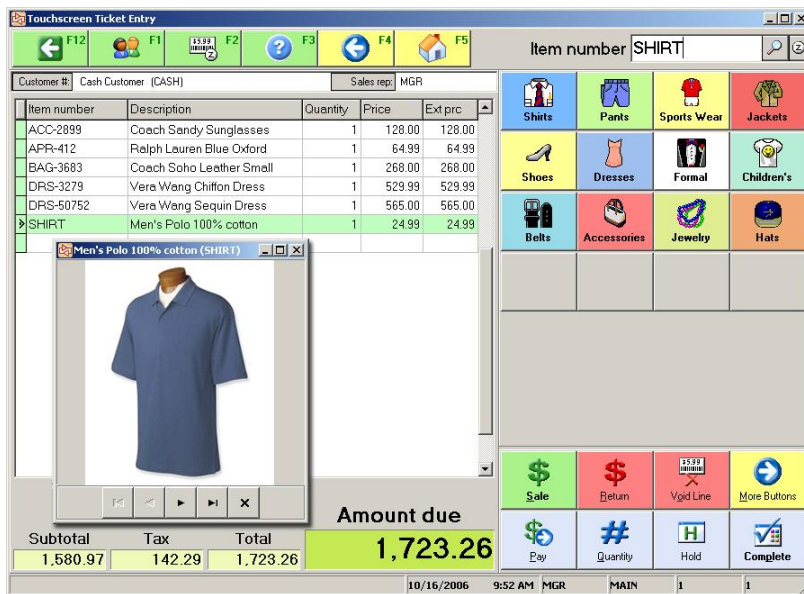 Touchscreen Ticket Entry
F12 F1 F2 F3 F4 F5 Item number SHIRT
Customer #: Cash Customer (CASH) Sales rep: MGR
Item number Description Quantity Price Ext prc
ACC-2899 Coach Sandy Sunglasses 1 128.00 128.00
APR-412 Ralph Lauren Blue Oxford 1 64.99 64.99
BAG-3683 Coach Soho Leather Small 1 268.00 268.00
DRS-3279 Vera Wang Chiffon Dress 1 529.99 529.99
DRS-50752 Vera Wang Sequin Dress 1 565.00 565.00
SHIRT Men's Polo 100% cotton 1 24.99 24.99
Men's Polo 100% cotton (SHIRT)
Shirts Pants Sports Wear Jackets
Shoes Dresses Formal Children's
Belts Accessories Jewelry Hats
Sale Return Void Line More Buttons
Pay Quantity Hold Complete
Amount due
Subtotal Tax Total
1,580.97 142.29 1,723.26 1,723.26
10/16/2006 9:52 AM MGR MAIN 1 1